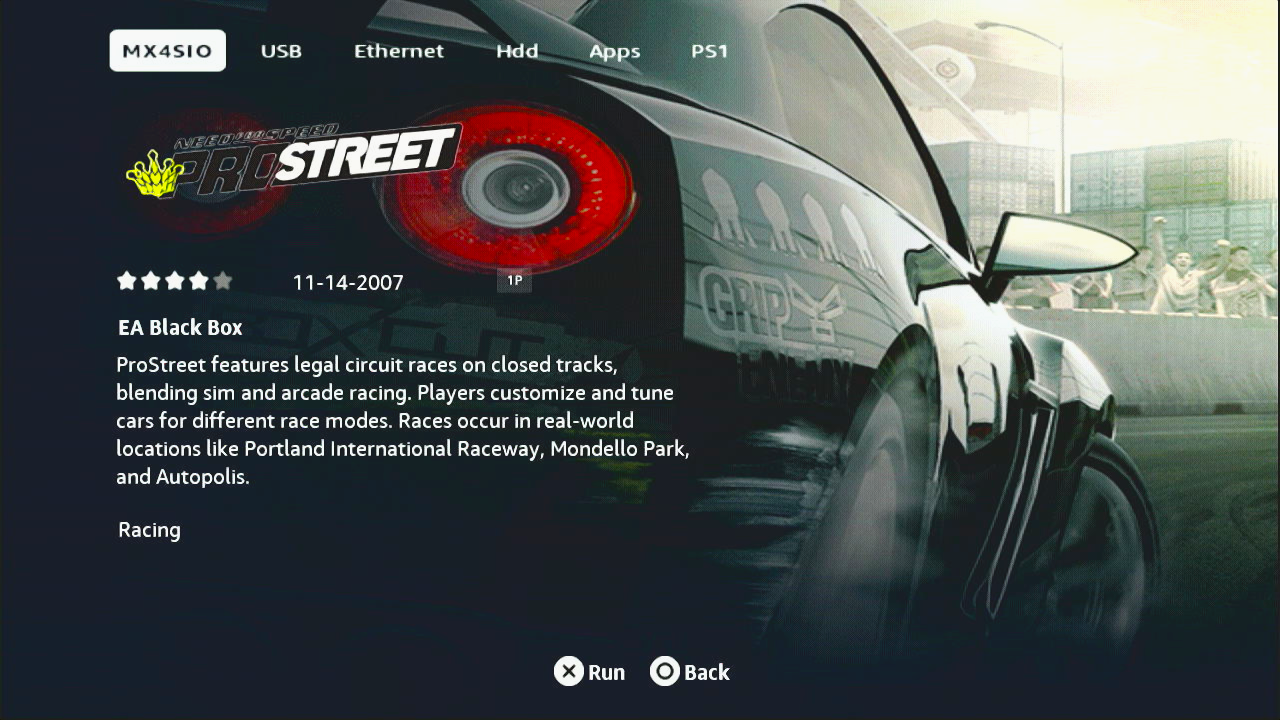 MX4SIO USB Ethernet Hdd Apps PS1
NEED FOR SPEED
PROSTREET
11-14-2007 1P
GRIP
ENEMY
EA Black Box
ProStreet features legal circuit races on closed tracks,
blending sim and arcade racing. Players customize and tune
cars for different race modes. Races occur in real-world
locations like Portland International Raceway, Mondello Park,
and Autopolis.
Racing
Run Back